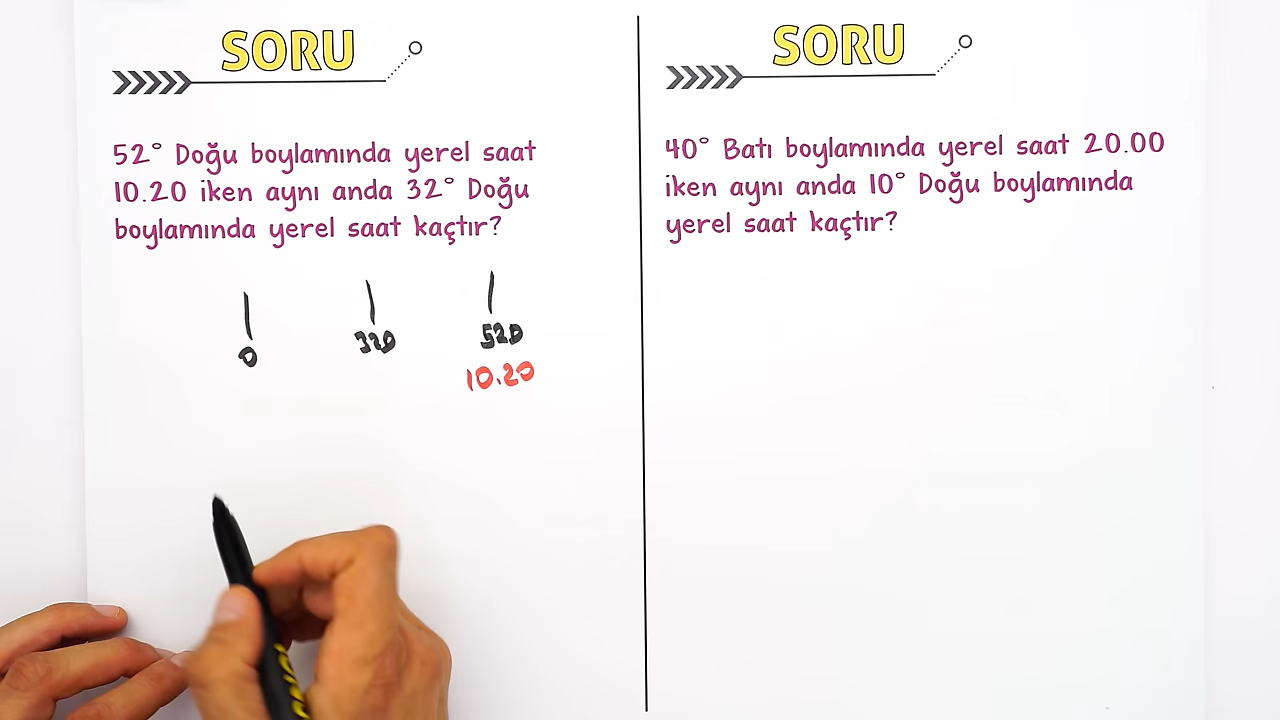 SORU
52° Doğu boylamında yerel saat
10.20 iken aynı anda 32° Doğu
boylamında yerel saat kaçtır?
0 32D 52D
10.20
SORU
40° Batı boylamında yerel saat 20.00
iken aynı anda 10° Doğu boylamında
yerel saat kaçtır?